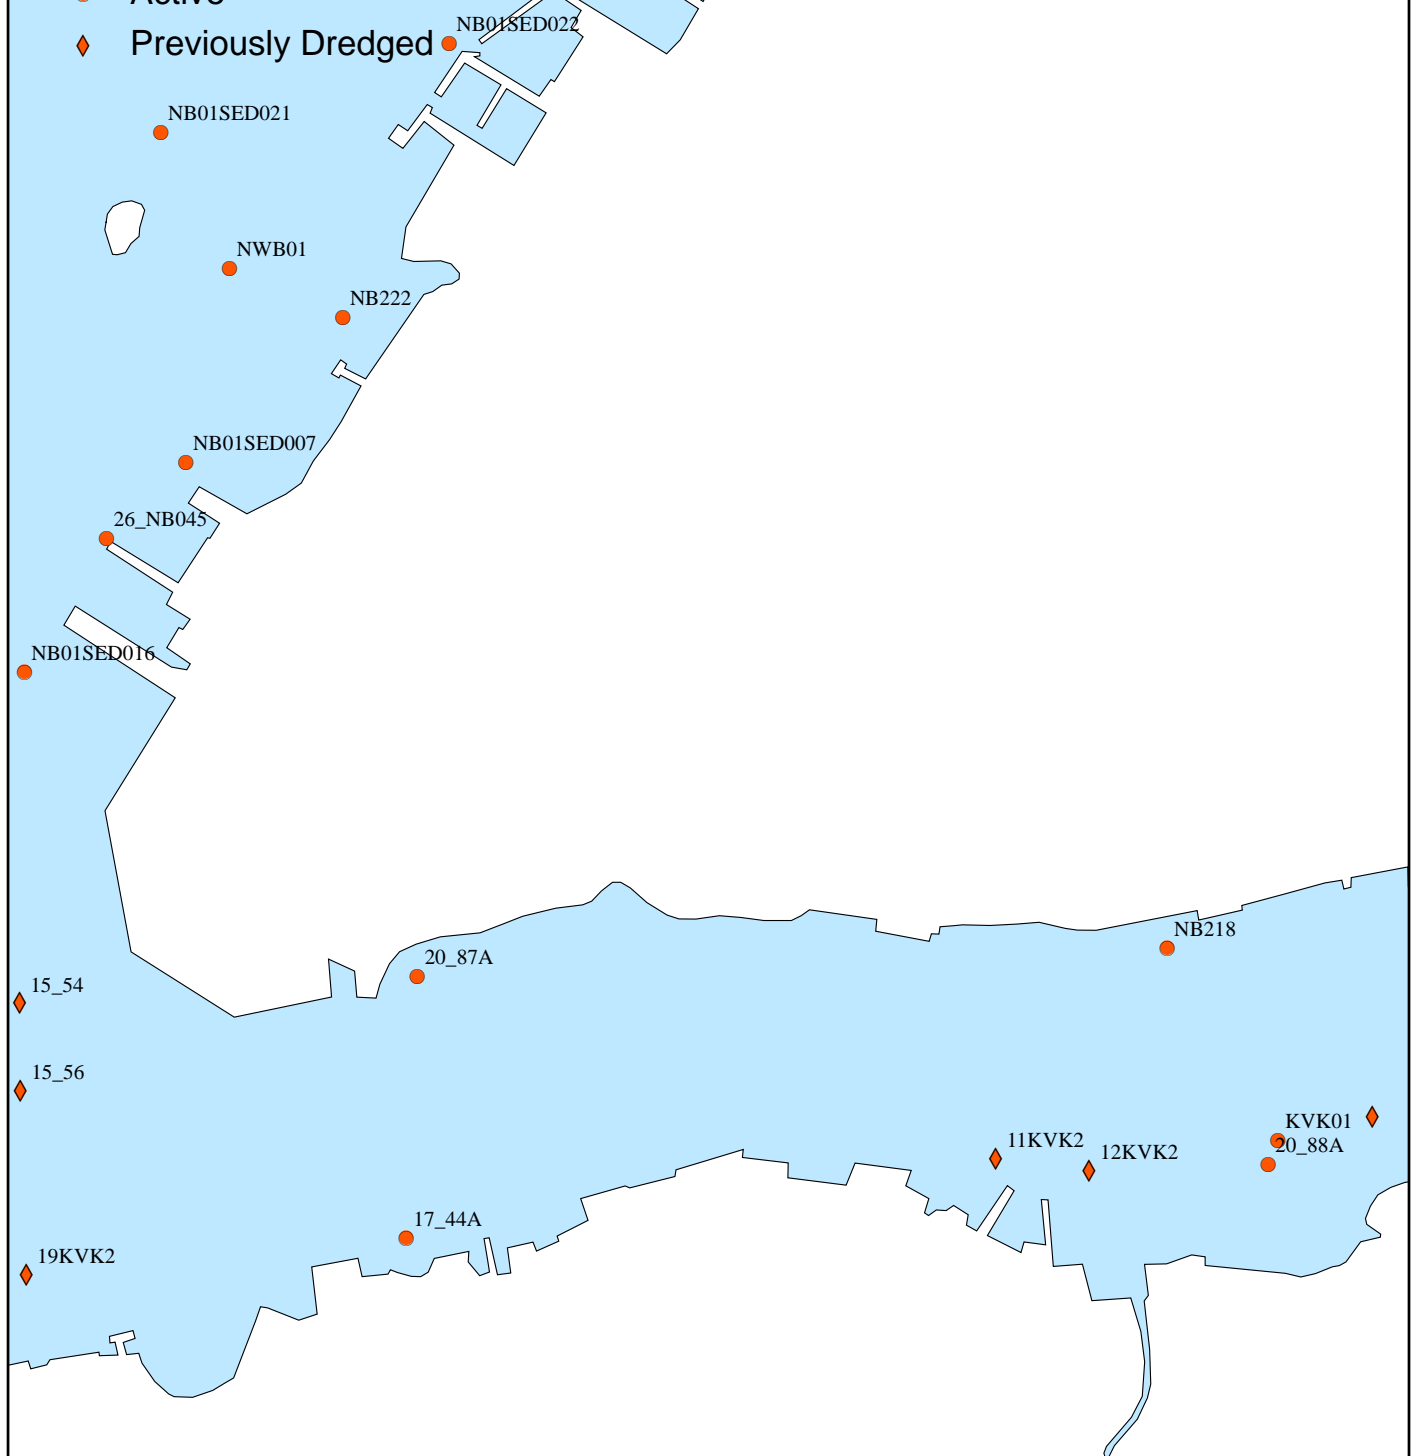 Active
NB01SED022
Previously Dredged
NB01SED021
NWB01
NB222
NB01SED007
26_NB045
NB01SED016
NB218
20_87A
15_54
15_56
KVK01
11KVK2
20_88A
12KVK2
17_44A
19KVK2